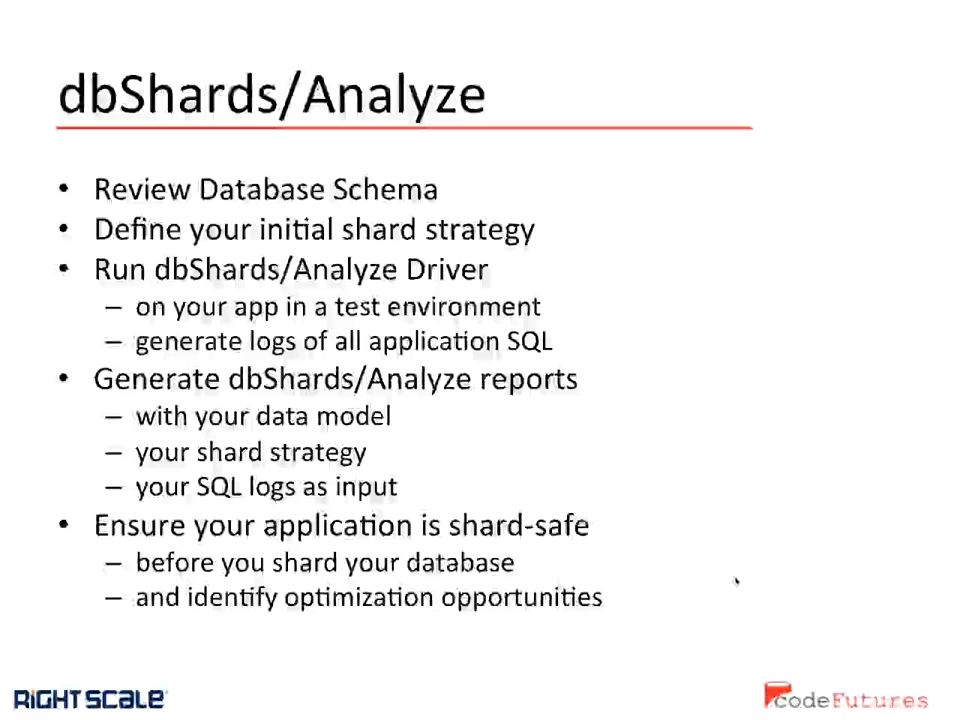 dbShards/Analyze
• Review Database Schema
• Define your initial shard strategy
• Run dbShards/Analyze Driver
– on your app in a test environment
– generate logs of all application SQL
• Generate dbShards/Analyze reports
– with your data model
– your shard strategy
– your SQL logs as input
• Ensure your application is shard-safe
– before you shard your database
– and identify optimization opportunities
RIGHTSCALE
codeFutures